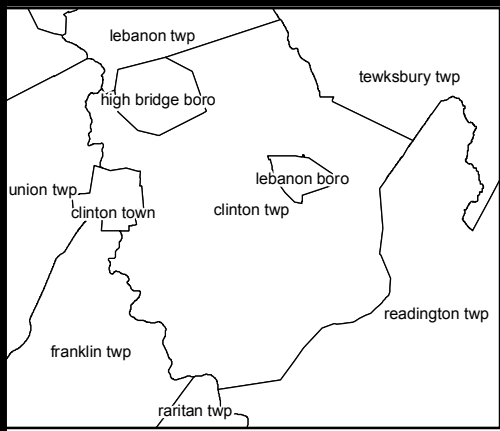 lebanon twp
tewksbury twp
high bridge boro
lebanon boro
union twp
clinton town
clinton twp
readington twp
franklin twp
raritan twp